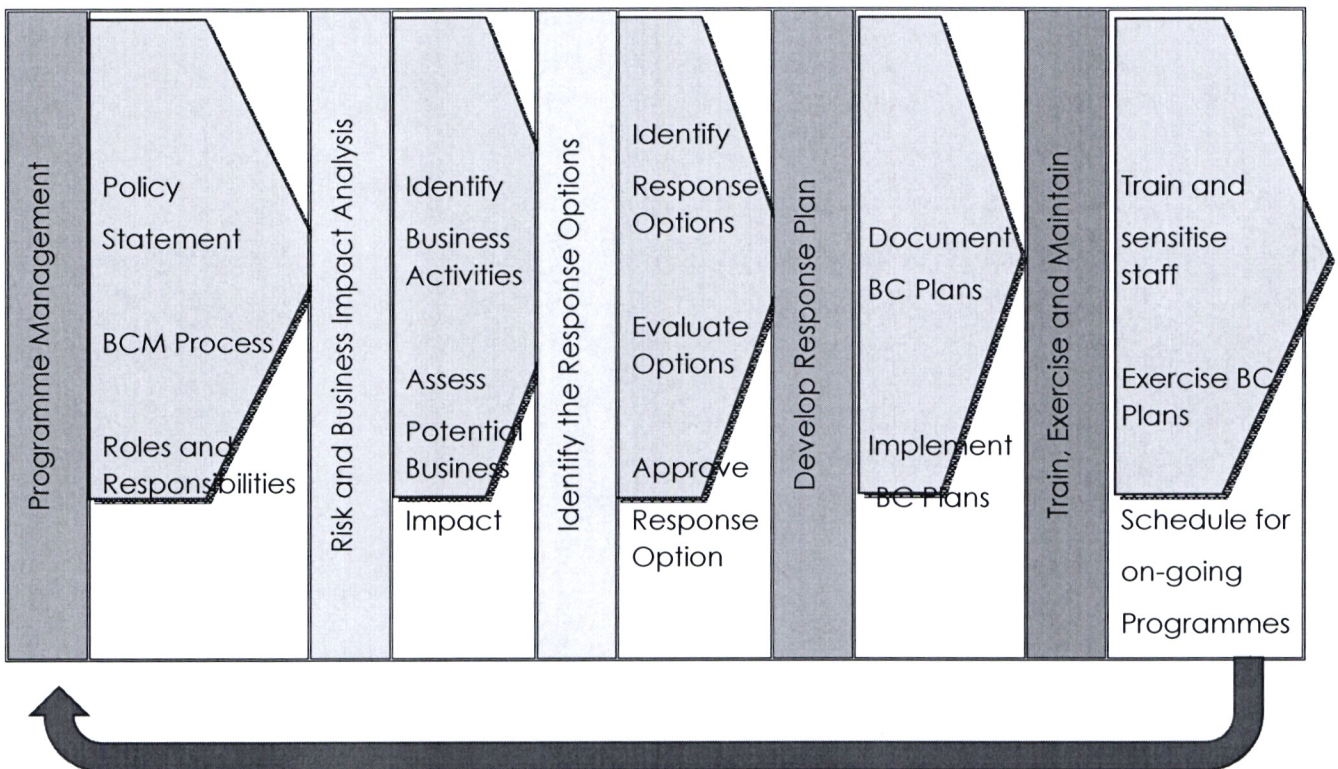 Programme Management
Policy
Statement
BCM Process
Roles and
Responsibilities
Risk and Business Impact Analysis
Identify
Business
Activities
Assess
Potential
Business
Impact
Identify the Response Options
Identify
Response
Options
Evaluate
Options
Approve
Response
Option
Develop Response Plan
Document
BC Plans
Implement
BC Plans
Train, Exercise and Maintain
Train and
sensitise
staff
Exercise BC
Plans
Schedule for
on-going
Programmes